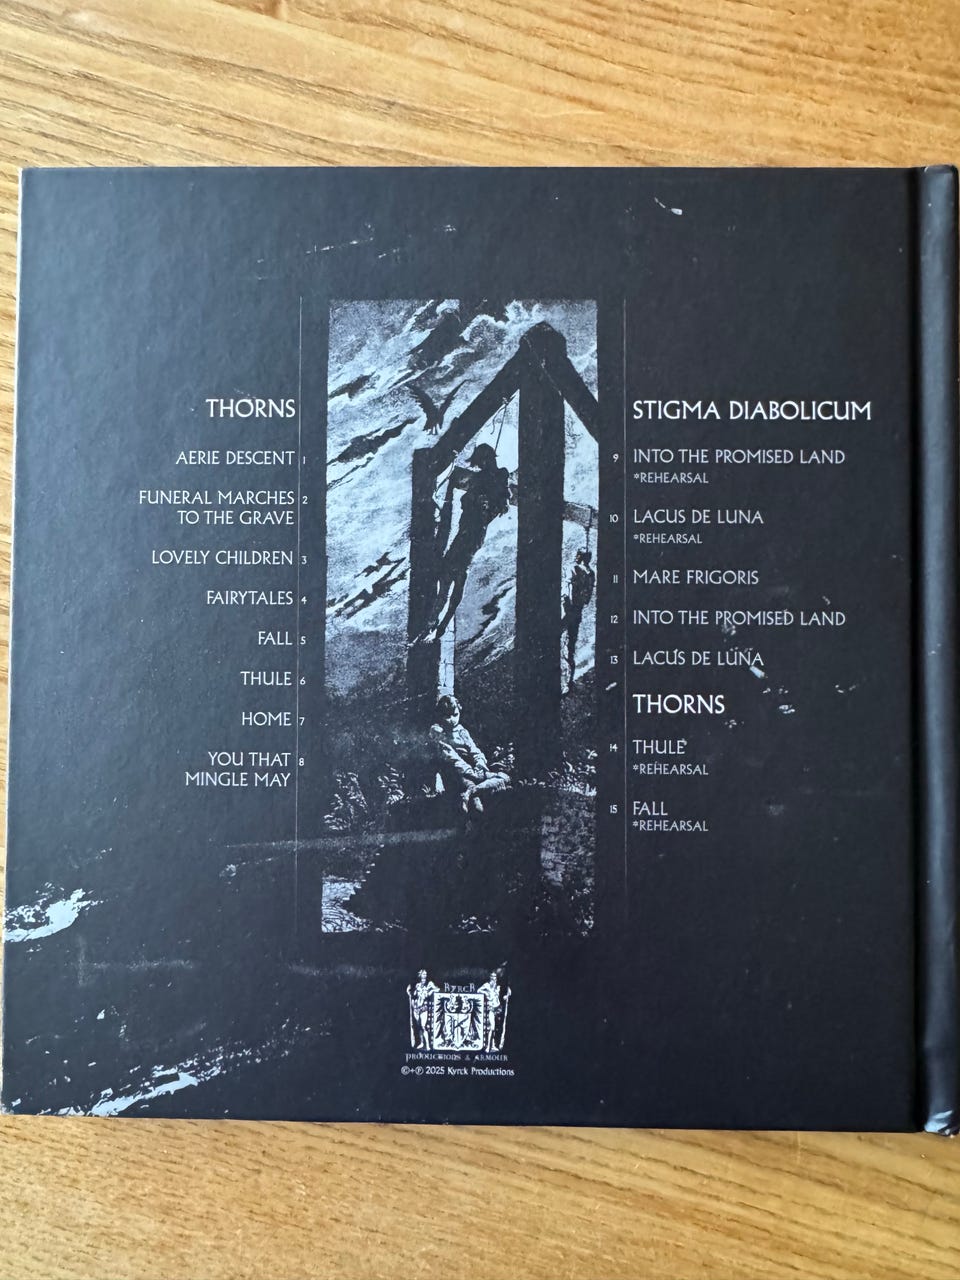 THORNS
AERIE DESCENT 1
FUNERAL MARCHES 2
TO THE GRAVE
LOVELY CHILDREN 3
FAIRYTALES 4
FALL 5
THULE 6
HOME 7
YOU THAT 8
MINGLE MAY
STIGMA DIABOLICUM
9 INTO THE PROMISED LAND
*REHEARSAL
10 LACUS DE LUNA
*REHEARSAL
11 MARE FRIGORIS
12 INTO THE PROMISED LAND
13 LACUS DE LUNA
THORNS
14 THULE
*REHEARSAL
15 FALL
*REHEARSAL
KYRCK
K
PRODUCTIONS & ARMOUR
©+℗ 2025 Kyrck Productions